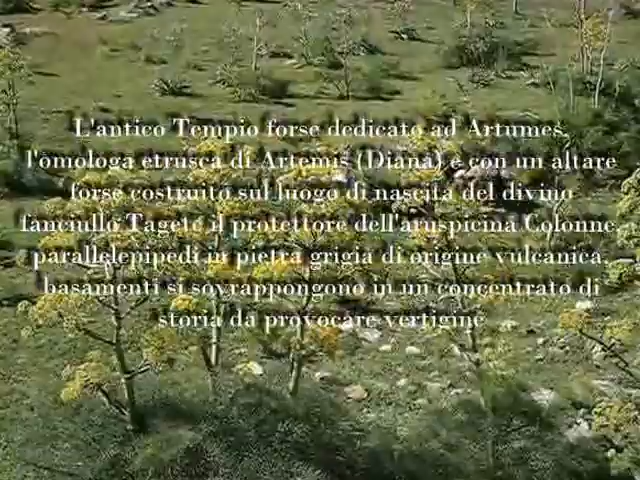 L'antico Tempio forse dedicato ad Artumes,
l'omologa etrusca di Artemis (Diana) e con un altare
forse costruito sul luogo di nascita del divino
fanciullo Tagete il protettore dell'aruspicina Colonne,
parallelepipedi in pietra grigia di origine vulcanica,
basamenti si sovrappongono in un concentrato di
storia da provocare vertigine